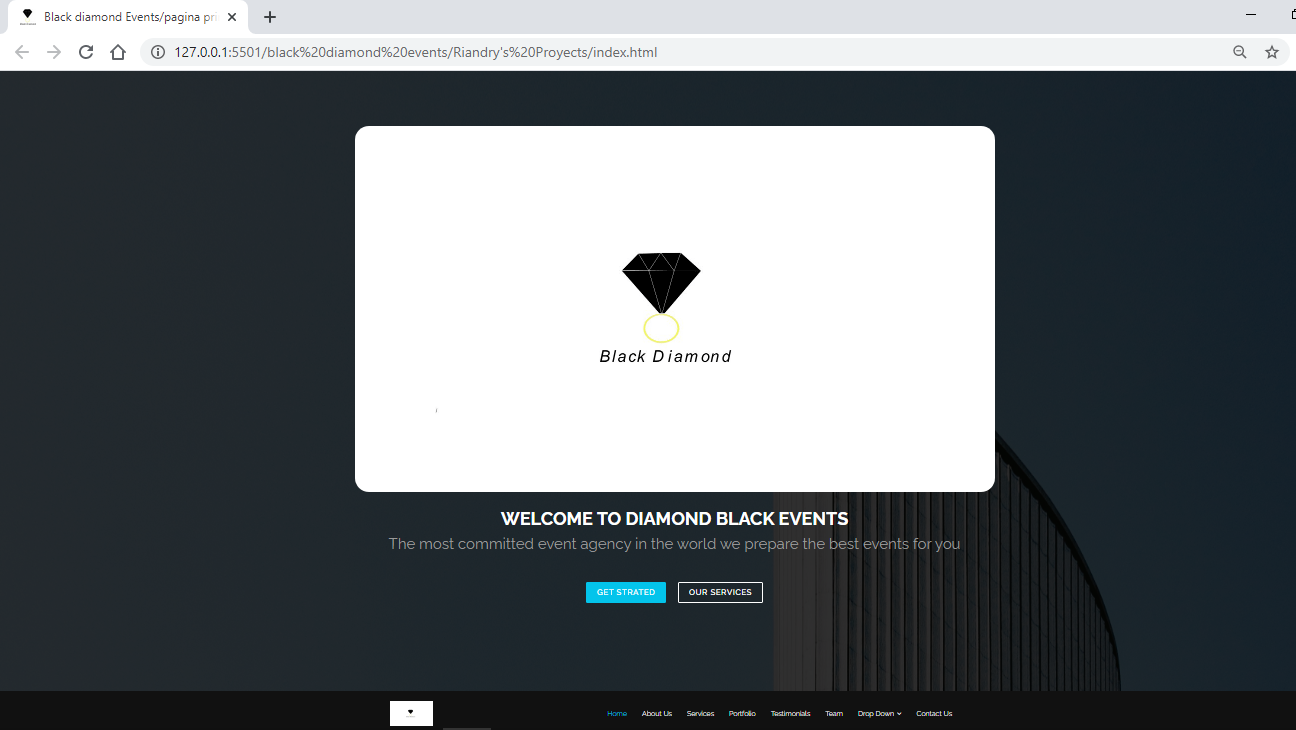 Black diamond Events/pagina pri
127.0.0.1:5501/black%20diamond%20events/Riandry's%20Proyects/index.html
Black Diamond
WELCOME TO DIAMOND BLACK EVENTS
The most committed event agency in the world we prepare the best events for you
GET STRATED OUR SERVICES
Home About Us Services Portfolio Testimonials Team Drop Down Contact Us